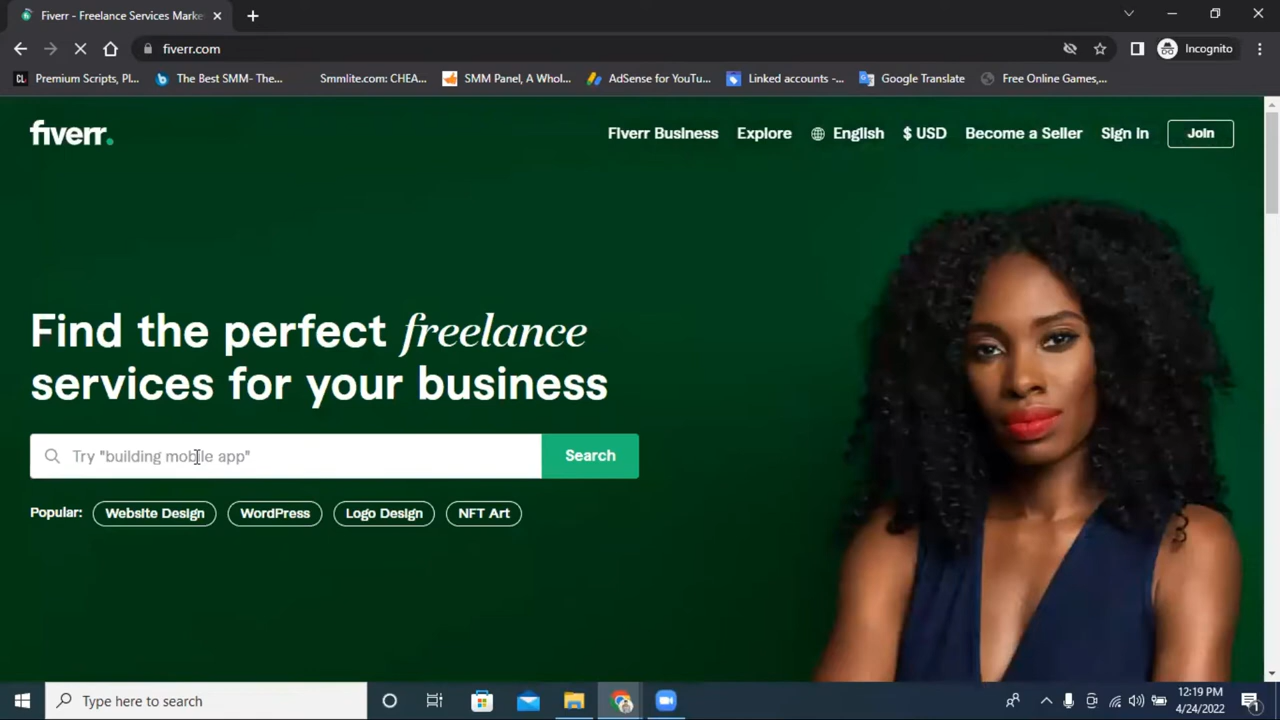 Fiverr - Freelance Services Marke
fiverr.com
Incognito
Premium Scripts, Pl...
The Best SMM- The...
Smmlite.com: CHEA...
SMM Panel, A Whol...
AdSense for YouTu...
Linked accounts -...
Google Translate
Free Online Games,...
fiverr.
Fiverr Business
Explore
English
$ USD
Become a Seller
Sign In
Join
Find the perfect freelance
services for your business
Try "building mobile app"
Search
Popular:
Website Design
WordPress
Logo Design
NFT Art
Type here to search
12:19 PM
4/24/2022
1